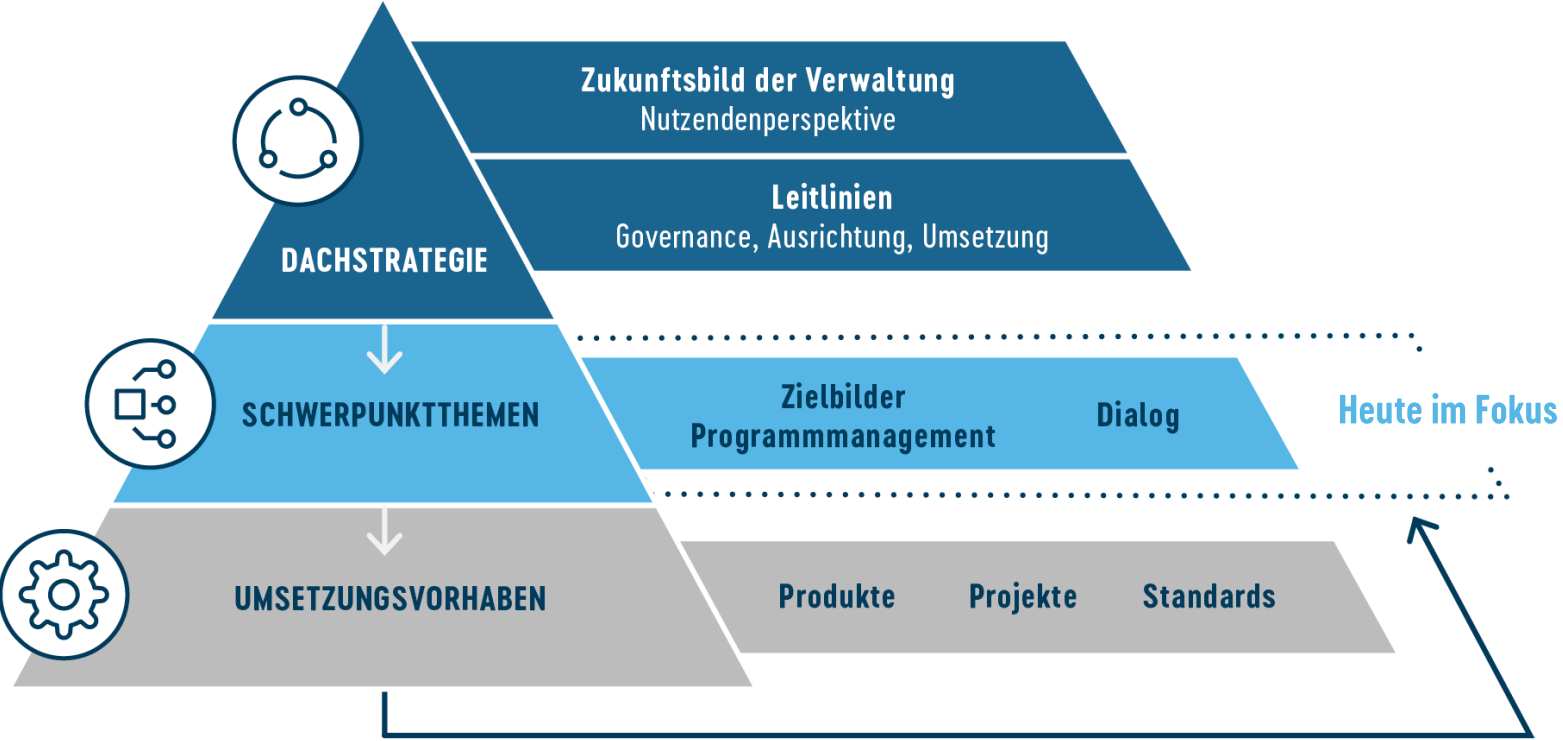 Zukunftsbild der Verwaltung
Nutzendenperspektive
Leitlinien
Governance, Ausrichtung, Umsetzung
DACHSTRATEGIE
SCHWERPUNKTTHEMEN
Zielbilder
Programmmanagement
Dialog
Heute im Fokus
UMSETZUNGSVORHABEN
Produkte
Projekte
Standards